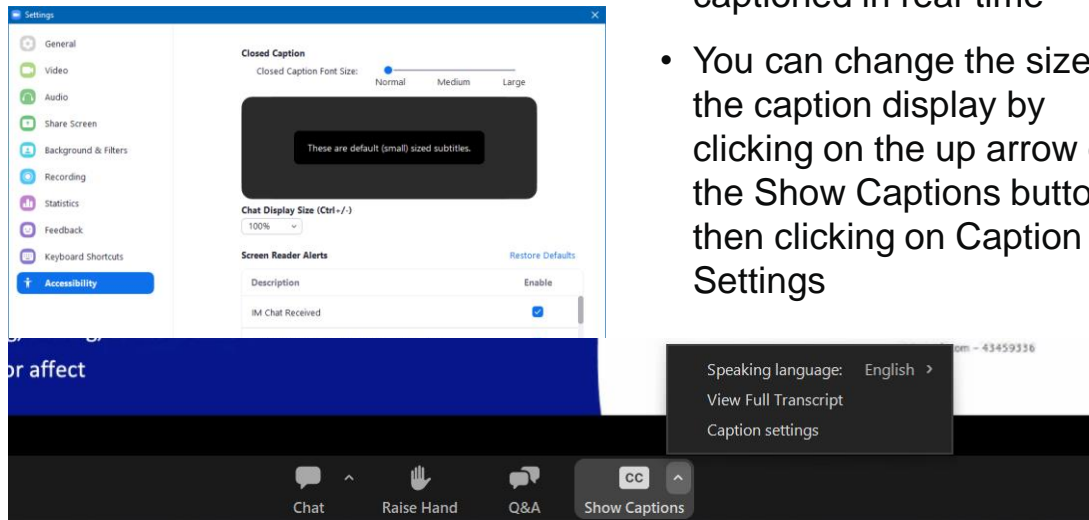 Settings
General
Video
Audio
Share Screen
Background & Filters
Recording
Statistics
Feedback
Keyboard Shortcuts
Accessibility
Closed Caption
Closed Caption Font Size:
Normal Medium Large
These are default (small) sized subtitles.
Chat Display Size (Ctrl+/-)
100%
Screen Reader Alerts Restore Defaults
Description Enable
IM Chat Received
captioned in real time
• You can change the size
the caption display by
clicking on the up arrow
the Show Captions
then clicking on Caption
Settings
or affect
43459336
Speaking language: English >
View Full Transcript
Caption settings
Chat
Raise Hand
Q&A
CC
Show Captions